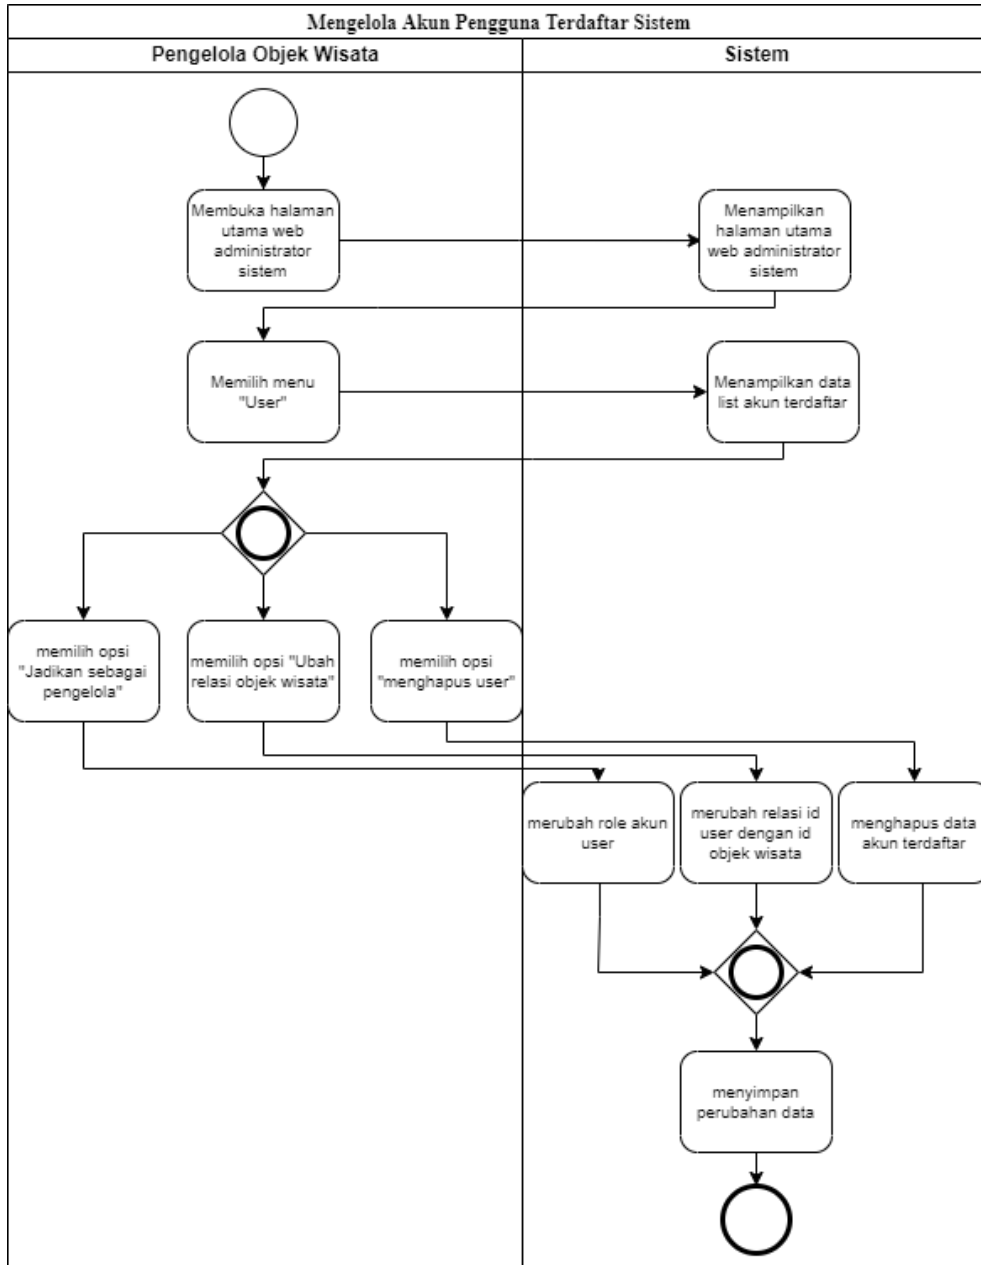 Mengelola Akun Pengguna Terdaftar Sistem
Pengelola Objek Wisata
Sistem
Membuka halaman
utama web
administrator
sistem
Menampilkan
halaman utama
web administrator
sistem
Memilih menu
"User"
Menampilkan data
list akun terdaftar
memilih opsi
"Jadikan sebagai
pengelola"
memilih opsi "Ubah
relasi objek wisata"
memilih opsi
"menghapus user"
merubah role akun
user
merubah relasi id
user dengan id
objek wisata
menghapus data
akun terdaftar
menyimpan
perubahan data